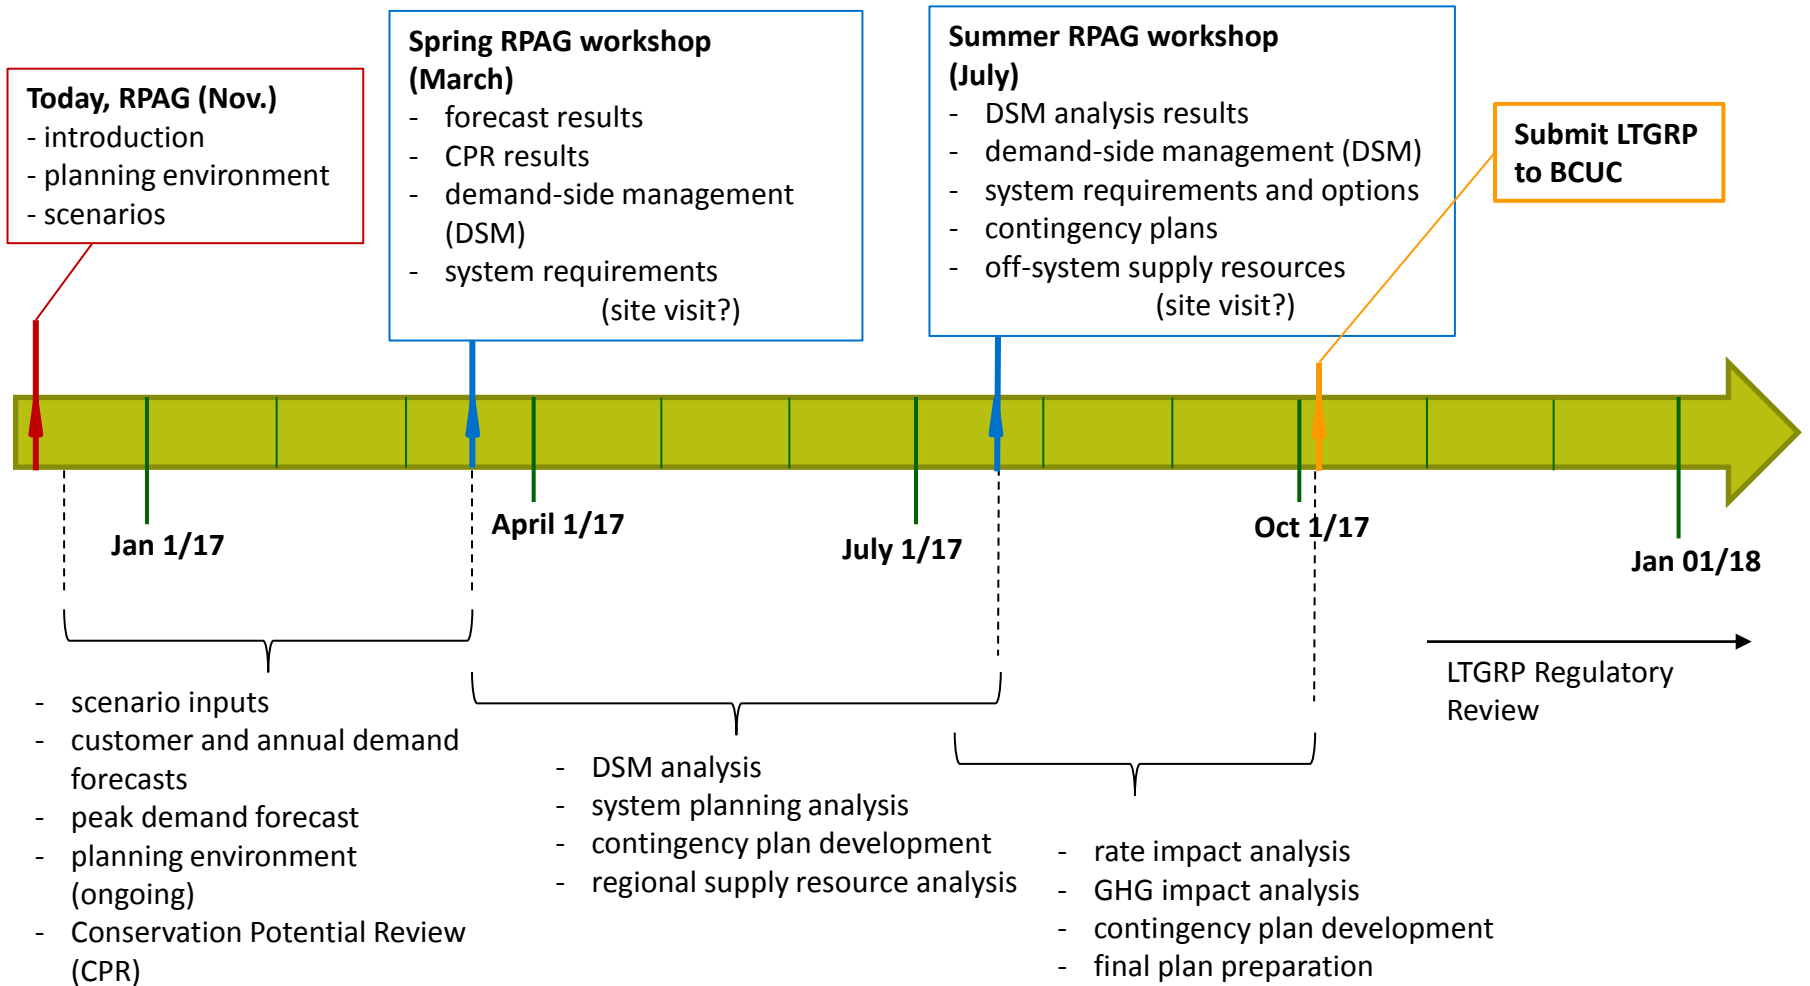 Today, RPAG (Nov.)
- introduction
- planning environment
- scenarios
Spring RPAG workshop
(March)
- forecast results
- CPR results
- demand-side management
(DSM)
- system requirements
(site visit?)
Summer RPAG workshop
(July)
- DSM analysis results
- demand-side management (DSM)
- system requirements and options
- contingency plans
- off-system supply resources
(site visit?)
Submit LTGRP
to BCUC
Jan 1/17
April 1/17
July 1/17
Oct 1/17
Jan 01/18
- scenario inputs
- customer and annual demand
forecasts
- peak demand forecast
- planning environment
(ongoing)
- Conservation Potential Review
(CPR)
- DSM analysis
- system planning analysis
- contingency plan development
- regional supply resource analysis
- rate impact analysis
- GHG impact analysis
- contingency plan development
- final plan preparation
LTGRP Regulatory
Review